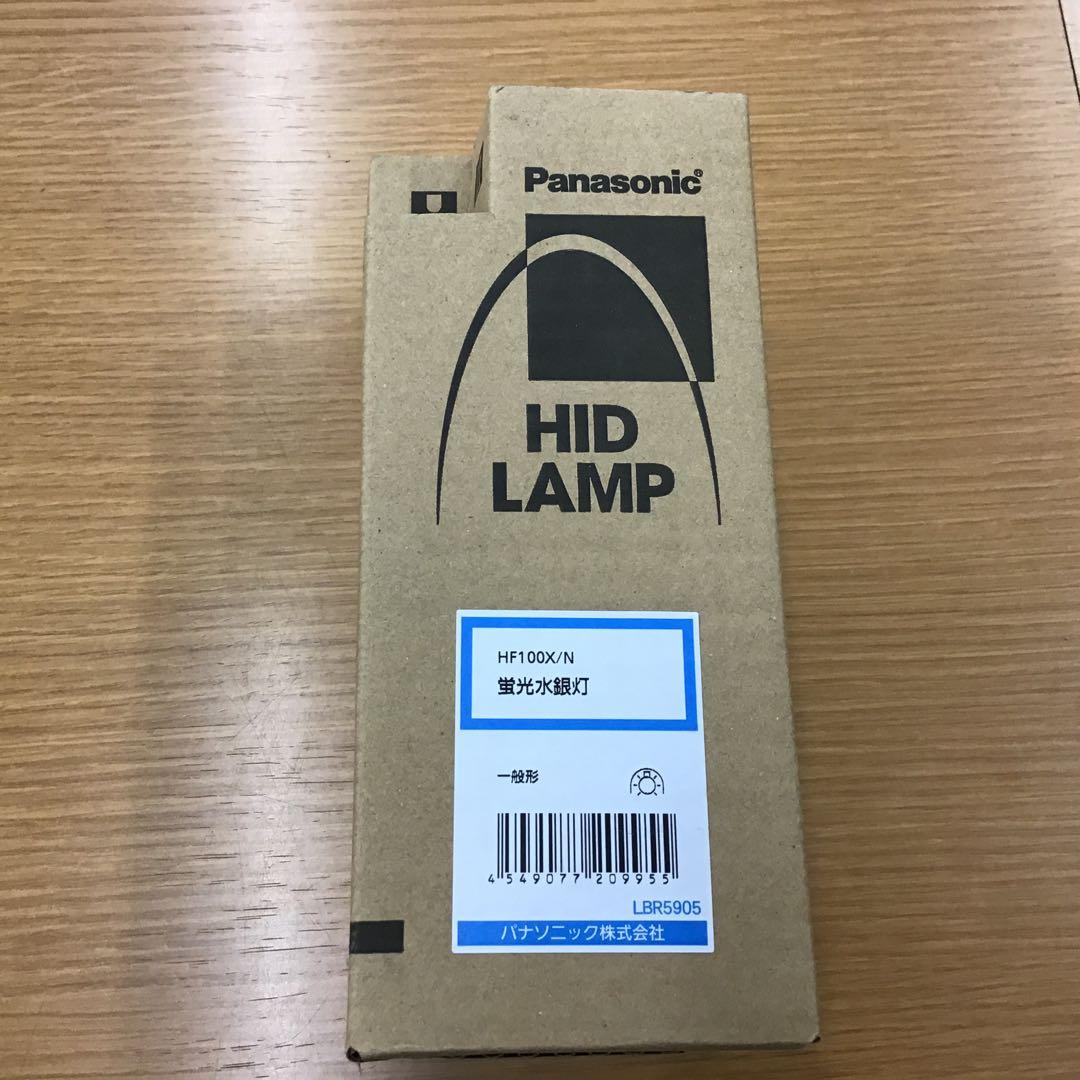 Panasonic®
HID
LAMP
HF100X/N
蛍光水銀灯
一般形
4 549077 209955
LBR5905
パナソニック株式会社